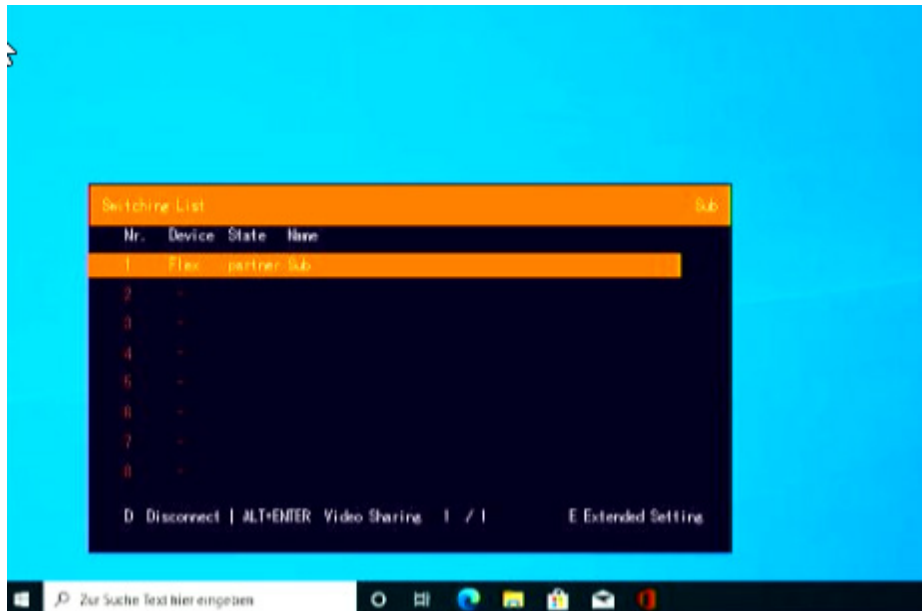 Switching List Sub
Nr. Device State Name
1 Flex partner Sub
2 -
3 -
4 -
5 -
6 -
7 -
8 -
D Disconnect | ALT+ENTER Video Sharing 1 / 1 E Extended Setting
Zur Suche Text hier eingeben